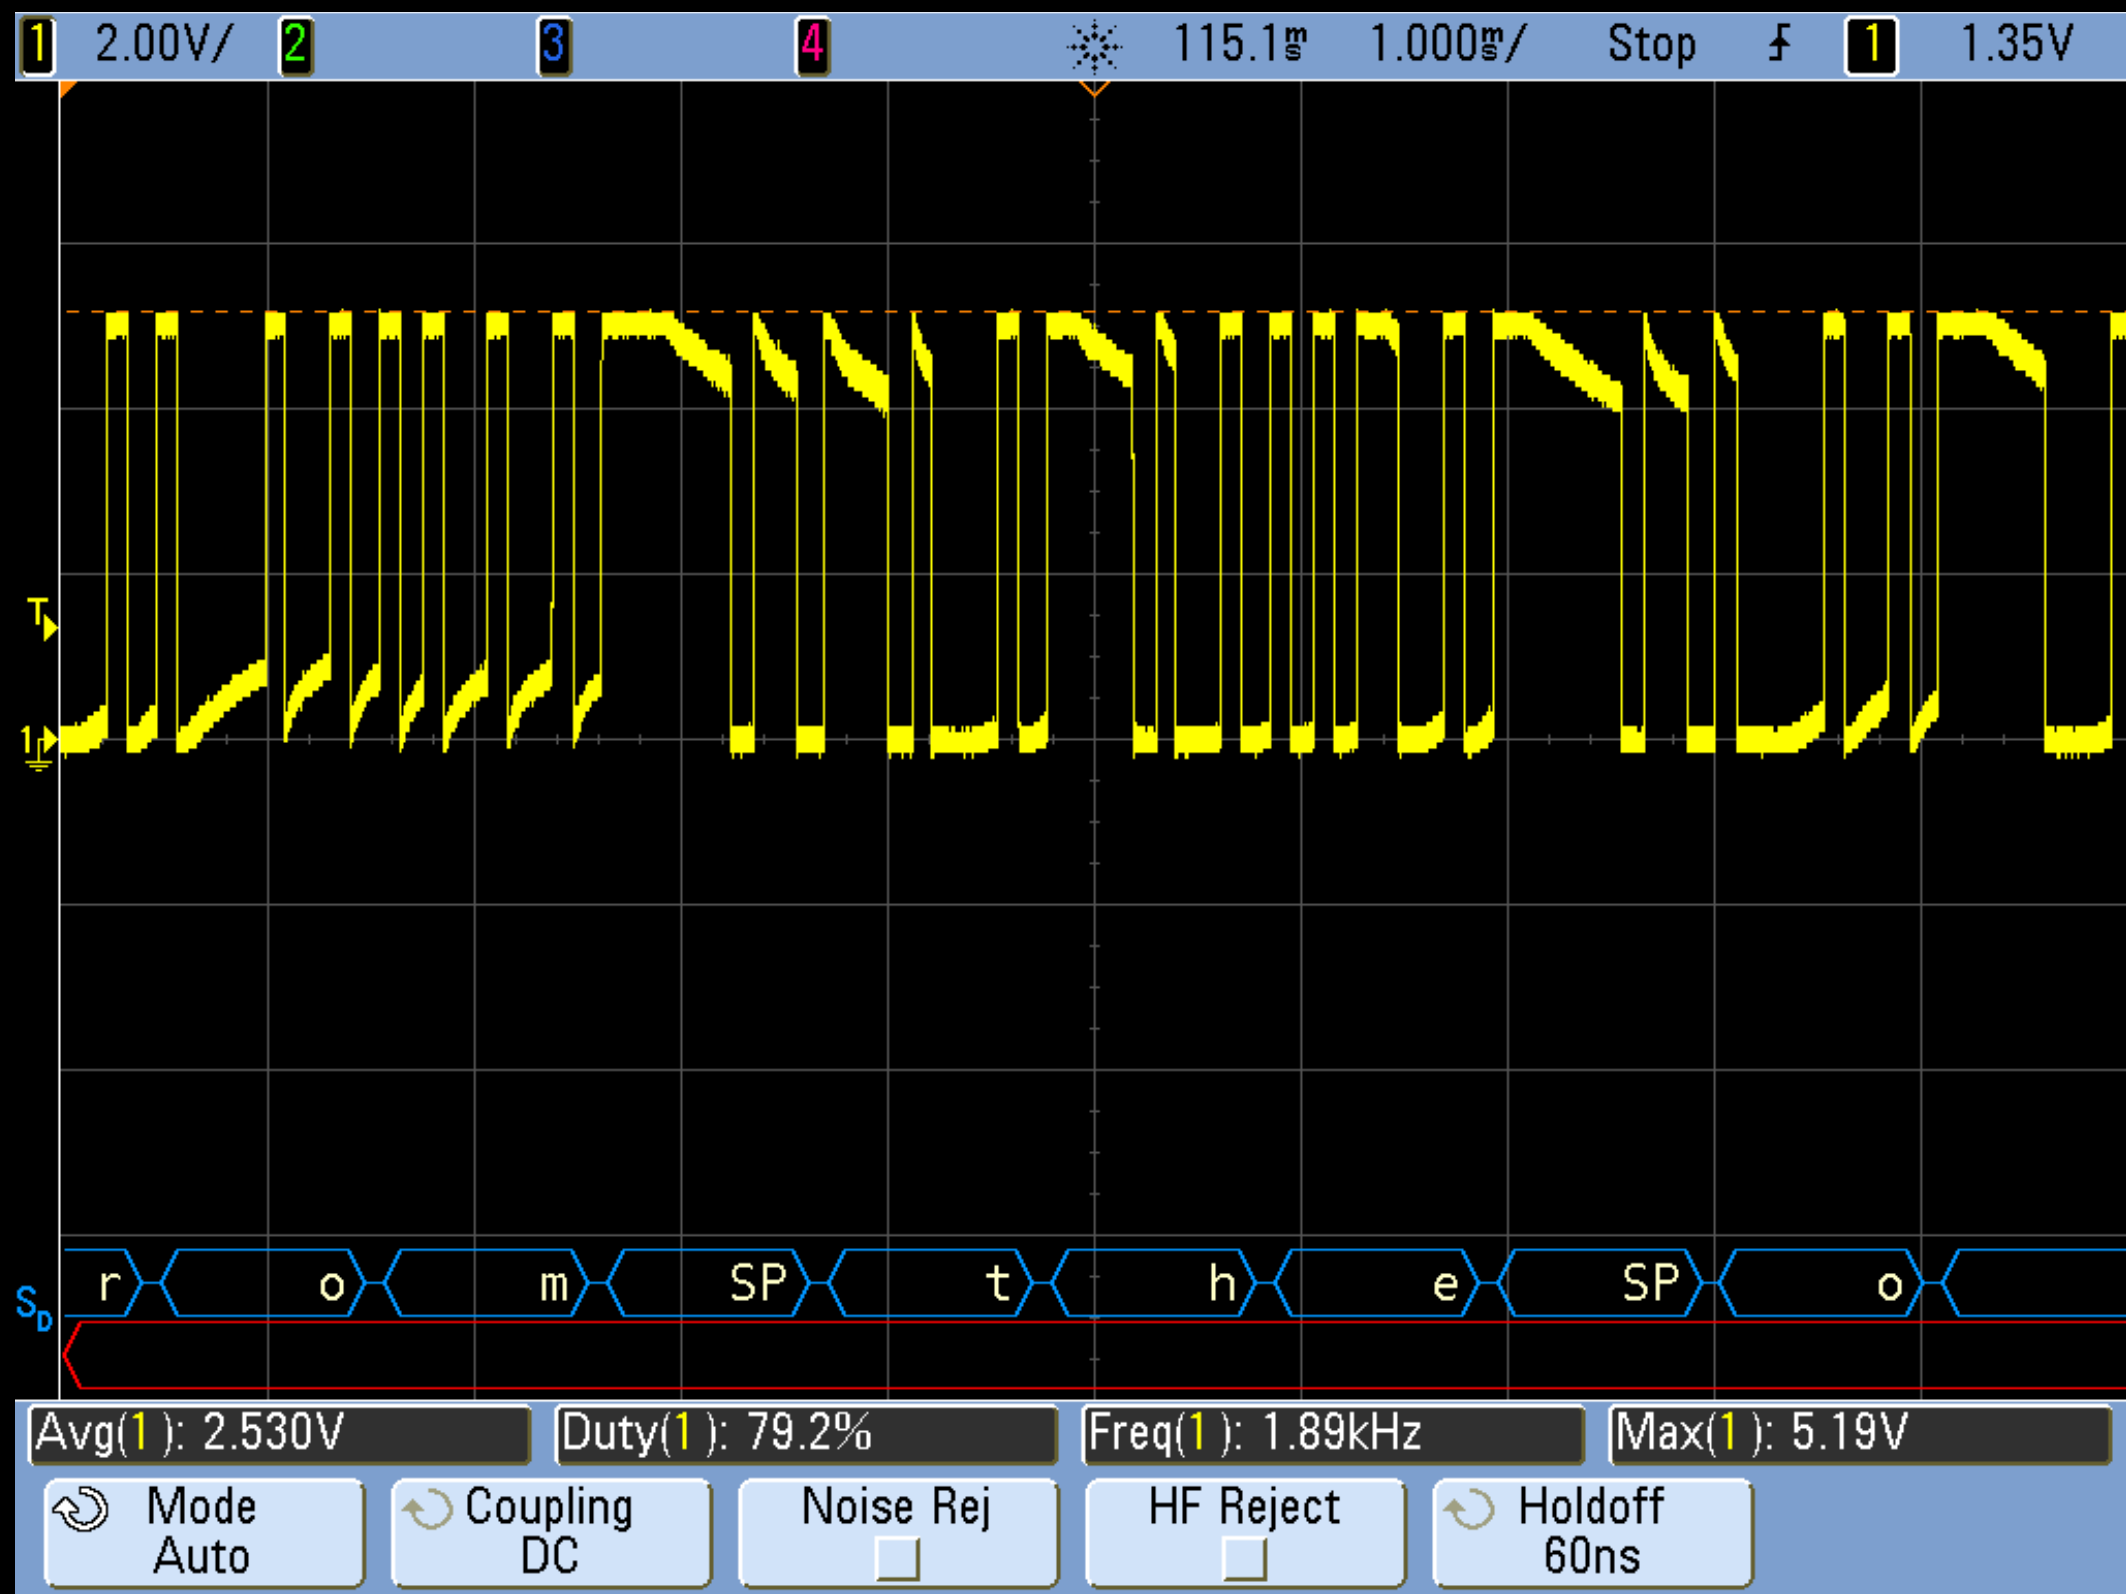 1 2.00V/ 2 3 4 115.1ms 1.000ms/ Stop 1 1.35V
T
1
r o m SP t h e SP o
SD
Avg(1): 2.530V Duty(1): 79.2% Freq(1): 1.89kHz Max(1): 5.19V
Mode Coupling Noise Rej HF Reject Holdoff
Auto DC 60ns